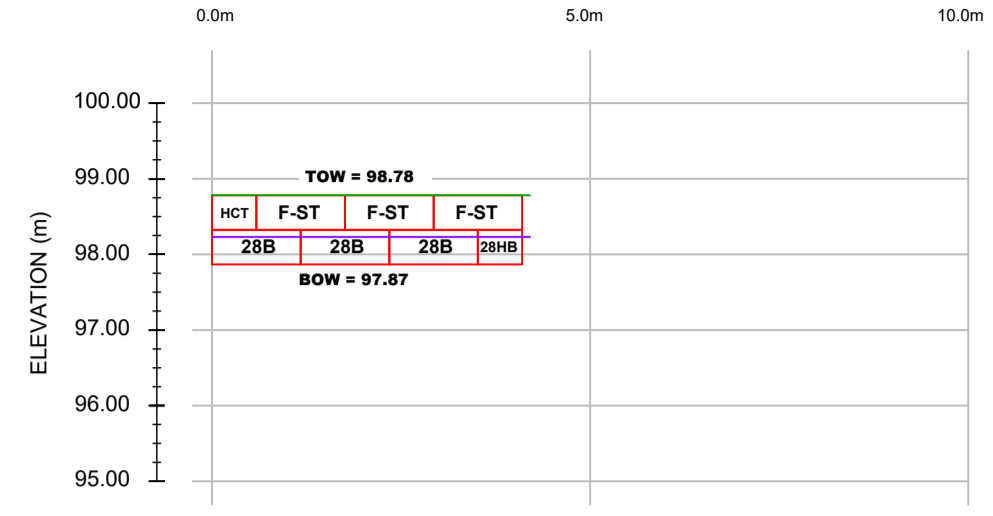 0.0m 5.0m 10.0m
100.00
99.00
TOW = 98.78
HCT F-ST F-ST F-ST
98.00
28B 28B 28B 28HB
BOW = 97.87
97.00
96.00
95.00
ELEVATION (m)